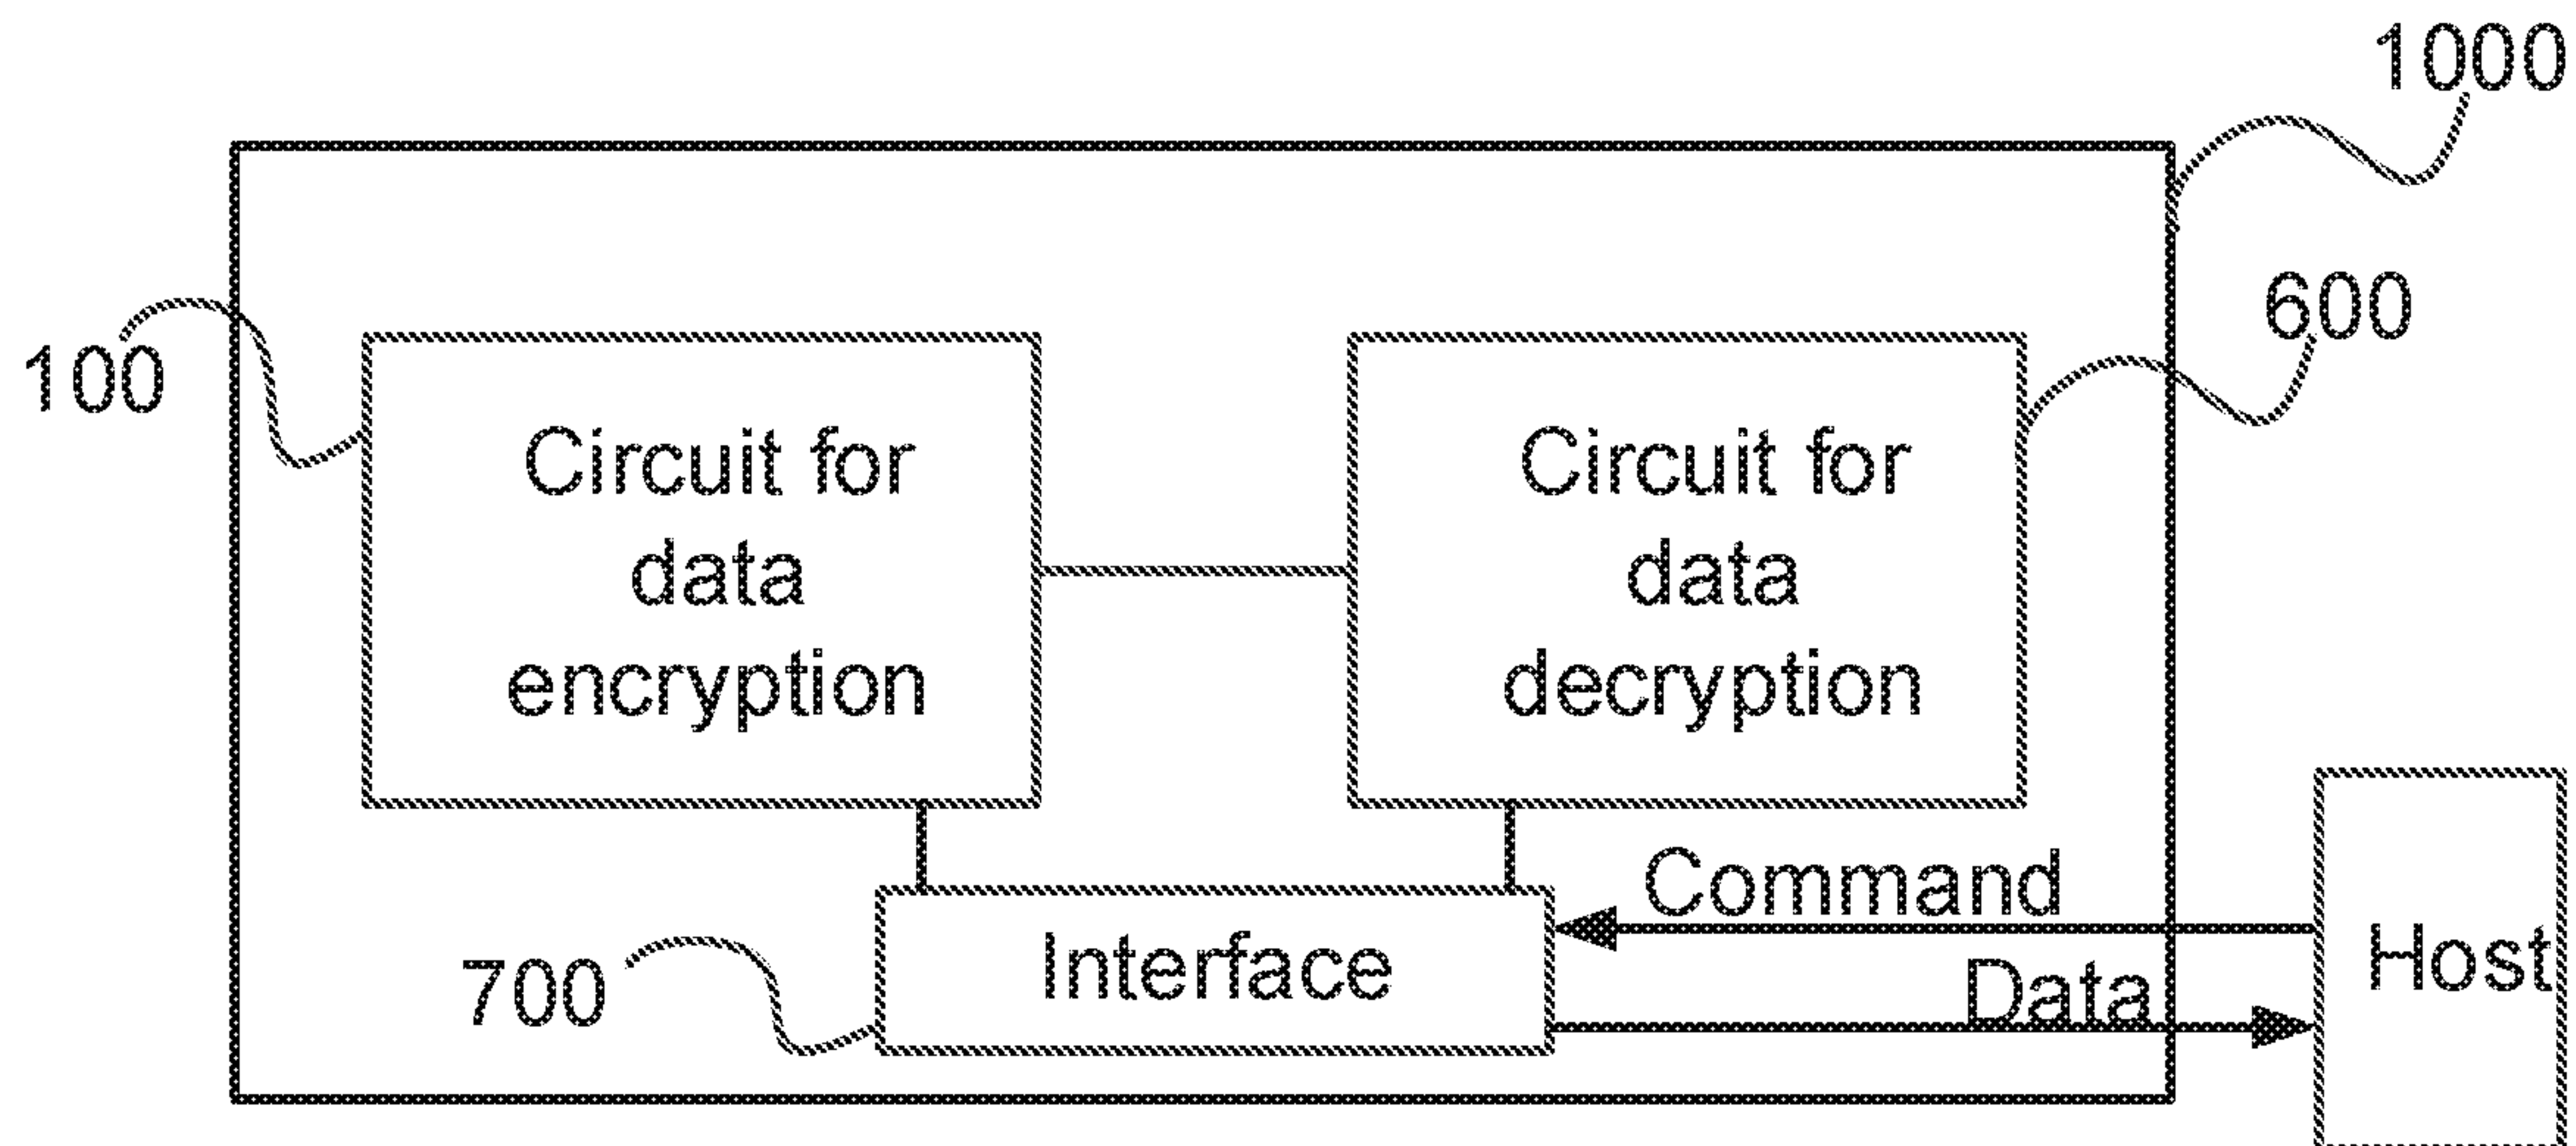 1000
600
100
Circuit for
data
encryption
Circuit for
data
decryption
Command
Interface
Host
Data
700